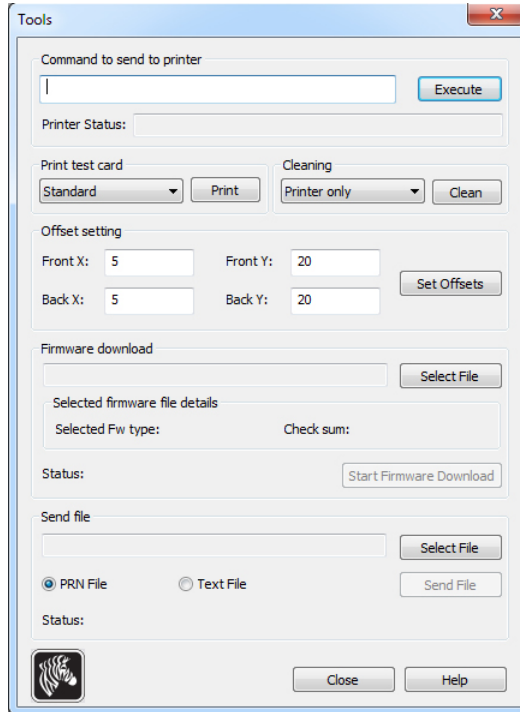 Tools
X
Command to send to printer
Execute
Printer Status:
Print test card
Cleaning
Standard Print Printer only Clean
Offset setting
Front X: 5 Front Y: 20
Set Offsets
Back X: 5 Back Y: 20
Firmware download
Select File
Selected firmware file details
Selected Fw type: Check sum:
Status: Start Firmware Download
Send file
Select File
PRN File Text File Send File
Status:
Close Help